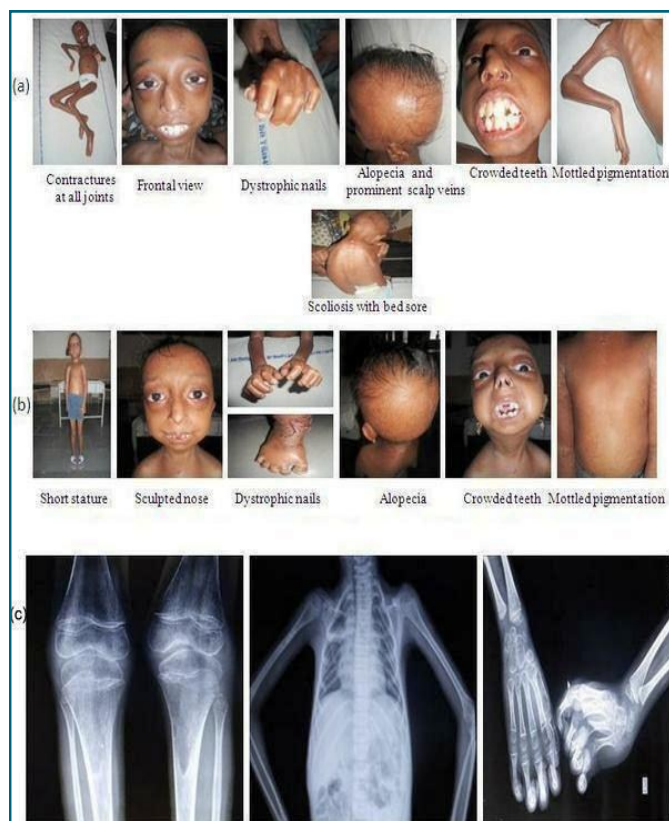 (a)
Contractures
at all joints
Frontal view
Dystrophic nails
Alopecia and
prominent scalp veins
Crowded teeth
Mottled pigmentation
Scoliosis with bed sore
(b)
Short stature
Sculpted nose
Dystrophic nails
Alopecia
Crowded teeth
Mottled pigmentation
(c)